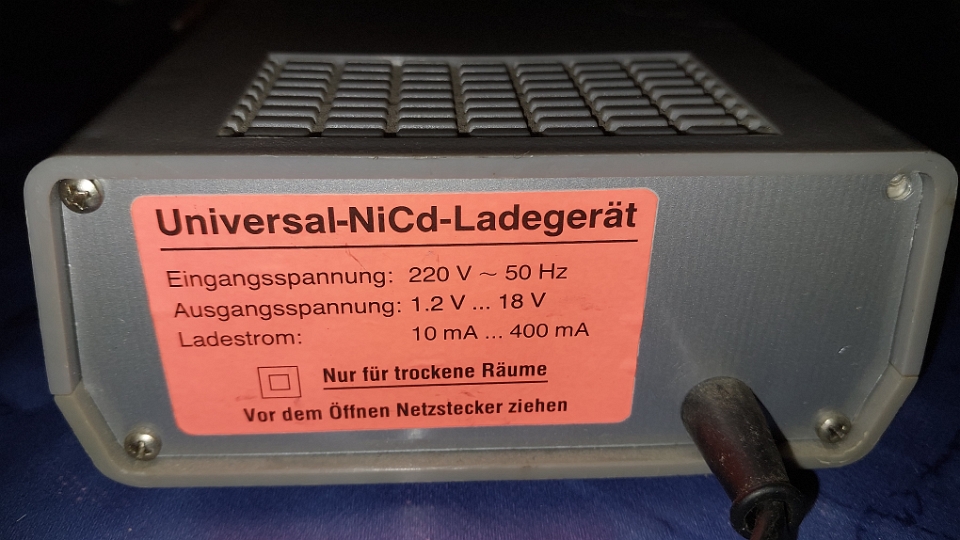 Universal-NiCd-Ladegerät
Eingangsspannung: 220 V ~ 50 Hz
Ausgangsspannung: 1.2 V ... 18 V
Ladestrom: 10 mA ... 400 mA
Nur für trockene Räume
Vor dem Öffnen Netzstecker ziehen